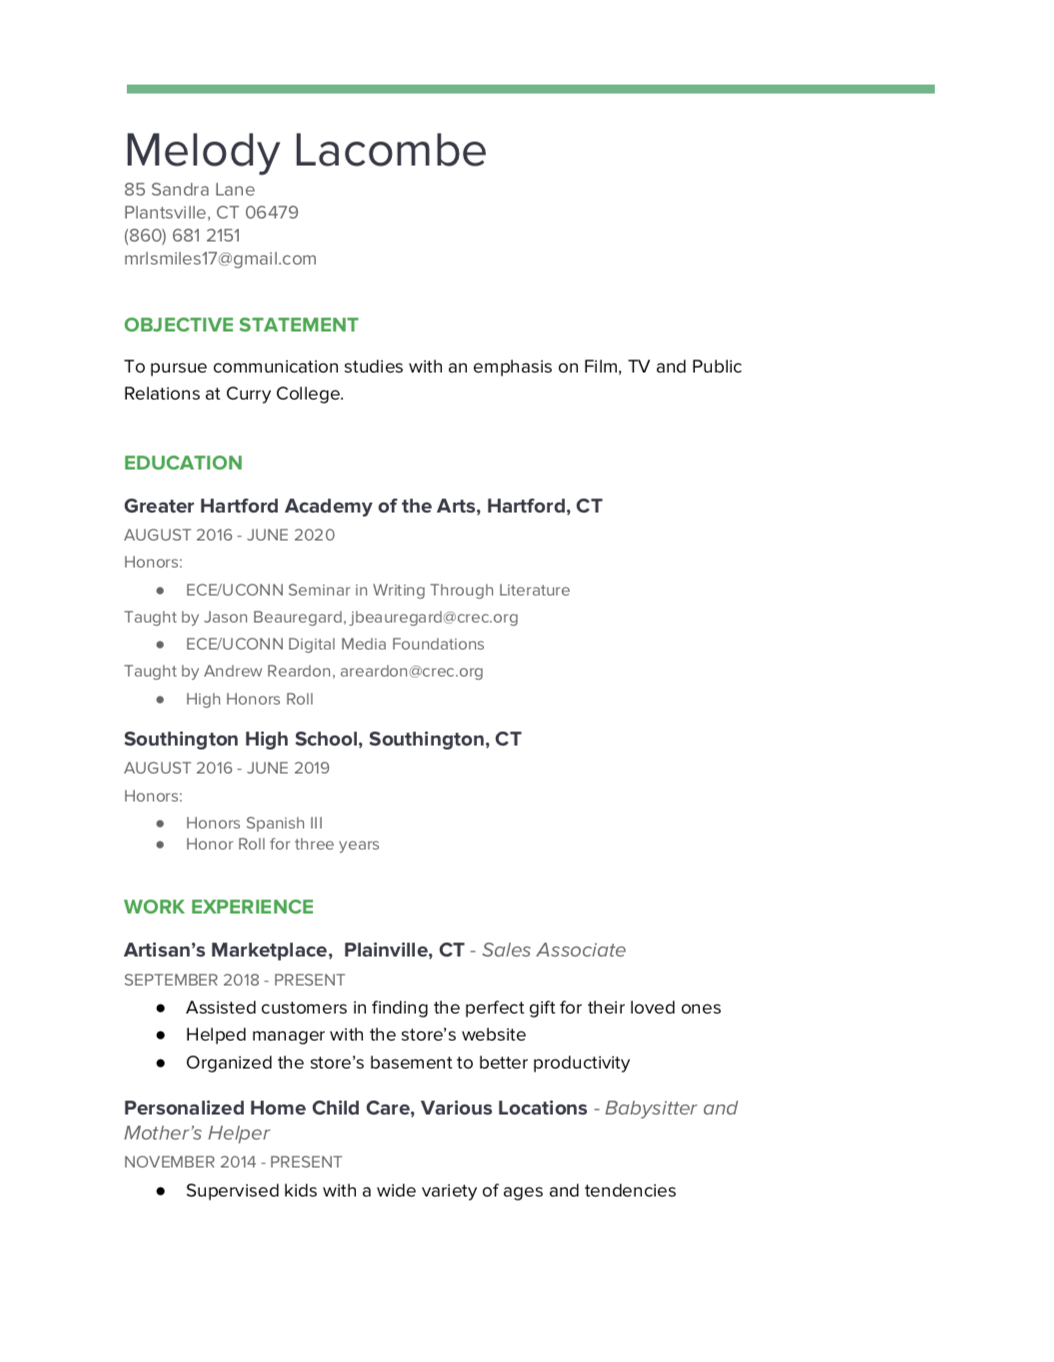 Melody Lacombe
85 Sandra Lane
Plantsville, CT 06479
(860) 681 2151
mrlsmiles17@gmail.com
OBJECTIVE STATEMENT
To pursue communication studies with an emphasis on Film, TV and Public
Relations at Curry College.
EDUCATION
Greater Hartford Academy of the Arts, Hartford, CT
AUGUST 2016 - JUNE 2020
Honors:
● ECE/UCONN Seminar in Writing Through Literature
Taught by Jason Beauregard, jbeauregard@crec.org
● ECE/UCONN Digital Media Foundations
Taught by Andrew Reardon, areardon@crec.org
● High Honors Roll
Southington High School, Southington, CT
AUGUST 2016 - JUNE 2019
Honors:
● Honors Spanish III
● Honor Roll for three years
WORK EXPERIENCE
Artisan’s Marketplace,  Plainville, CT - Sales Associate
SEPTEMBER 2018 - PRESENT
● Assisted customers in finding the perfect gift for their loved ones
● Helped manager with the store’s website
● Organized the store’s basement to better productivity
Personalized Home Child Care, Various Locations - Babysitter and
Mother’s Helper
NOVEMBER 2014 - PRESENT
● Supervised kids with a wide variety of ages and tendencies